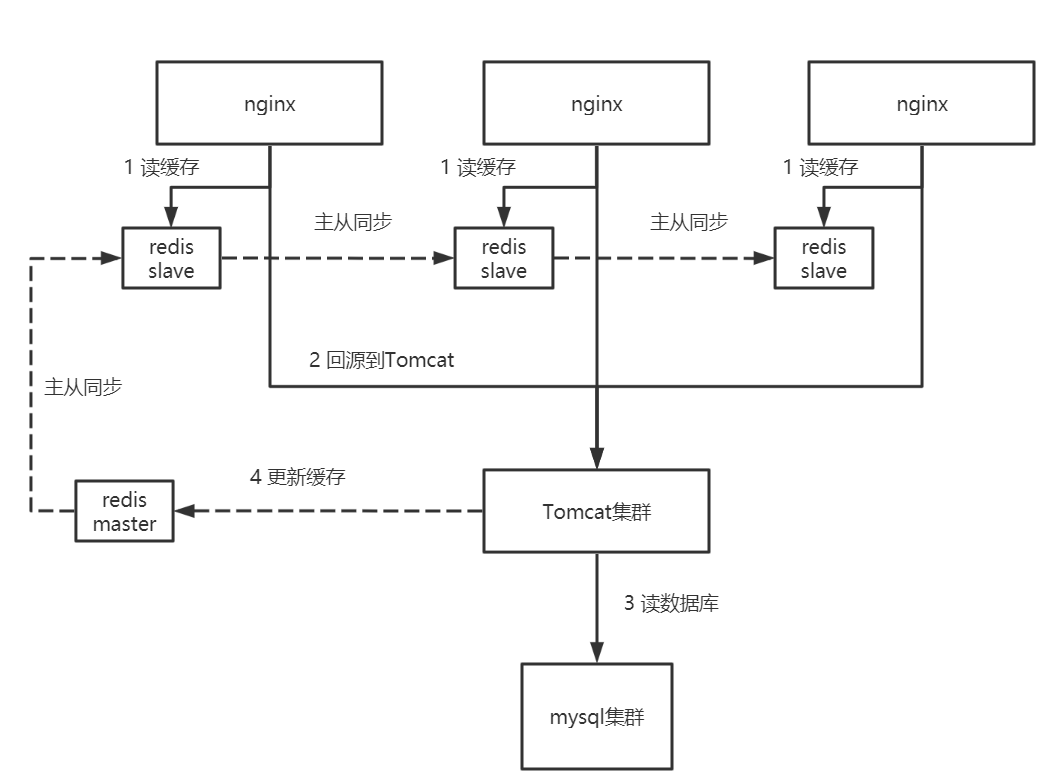 nginx
nginx
nginx
1 读缓存
1 读缓存
1 读缓存
主从同步
主从同步
redis
slave
redis
slave
redis
slave
2 回源到Tomcat
主从同步
4 更新缓存
redis
master
Tomcat集群
3 读数据库
mysql集群